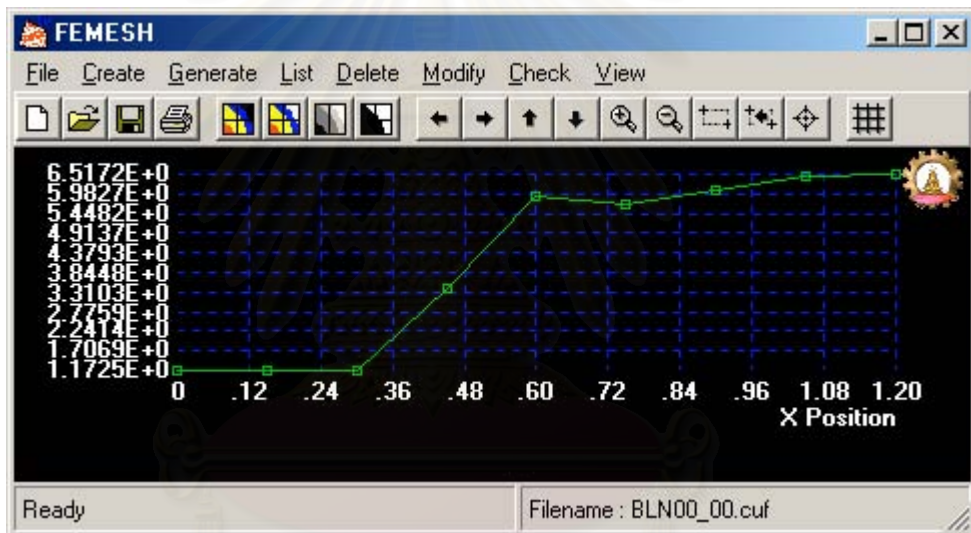 FEMESH
File Create Generate List Delete Modify Check View
6.5172E+0
5.9827E+0
5.4482E+0
4.9137E+0
4.3793E+0
3.8448E+0
3.3103E+0
2.7759E+0
2.2414E+0
1.7069E+0
1.1725E+0
0 .12 .24 .36 .48 .60 .72 .84 .96 1.08 1.20
X Position
Ready
Filename : BLN00_00.cuf